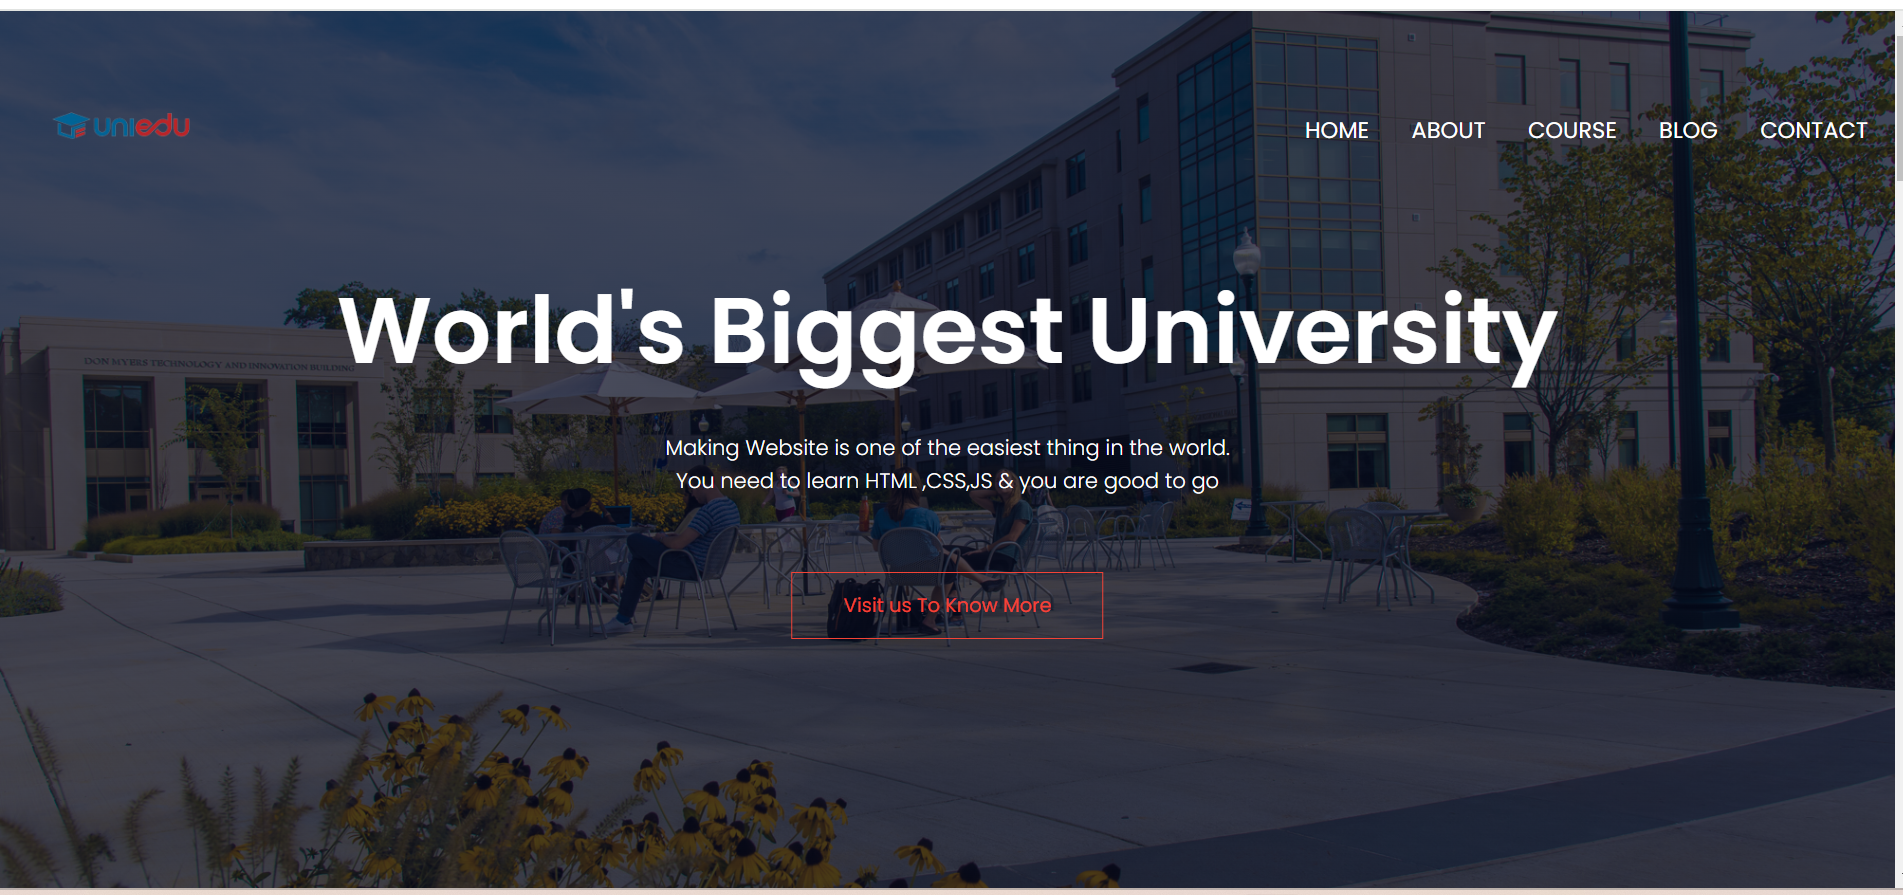 uniedu
HOME ABOUT COURSE BLOG CONTACT
World's Biggest University
DON MYERS TECHNOLOGY AND INNOVATION BUILDING
Making Website is one of the easiest thing in the world.
You need to learn HTML ,CSS,JS & you are good to go
Visit us To Know More